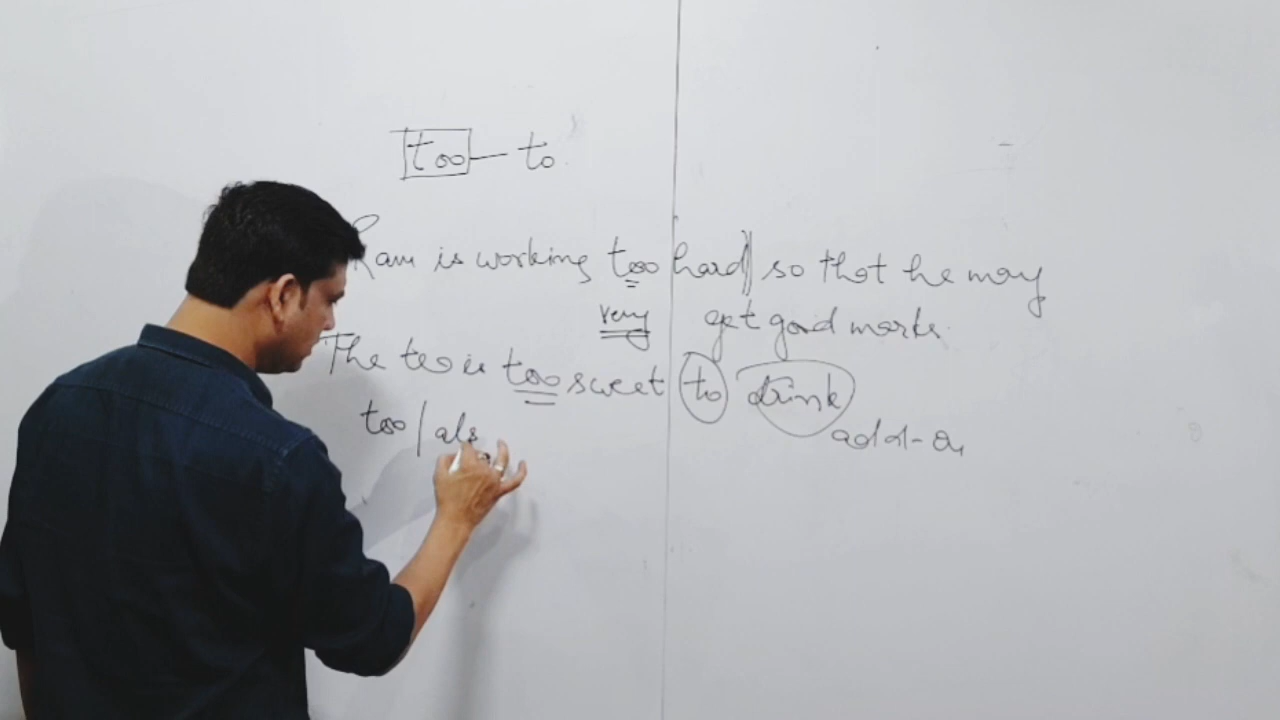 too — to
Ram is working too hard so that he may
very get good marks.
The tea is too sweet to drink
too / als